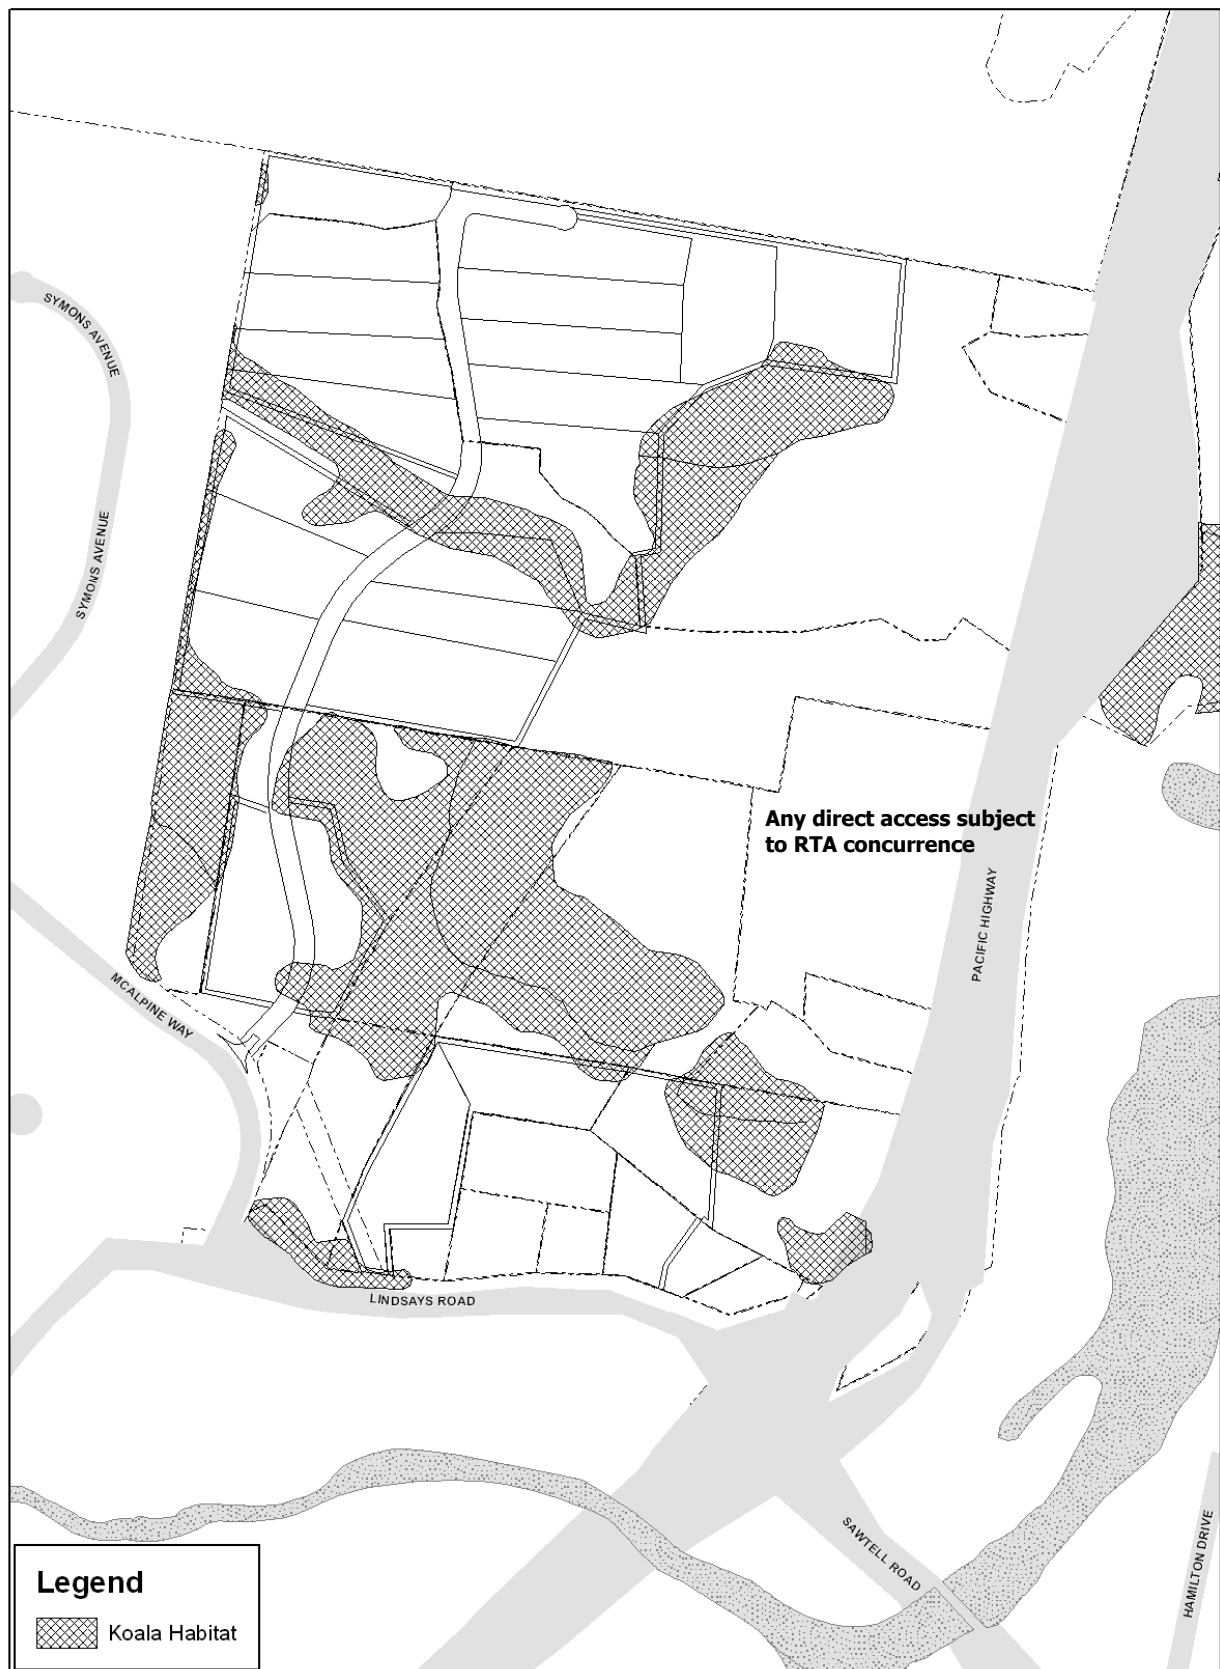 SYMONS AVENUE
SYMONS AVENUE
Any direct access subject
to RTA concurrence
PACIFIC HIGHWAY
MCALPINE WAY
LINDSAYS ROAD
SAWTELL ROAD
HAMILTON DRIVE
Legend
Koala Habitat